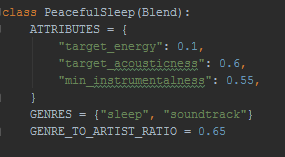 class PeacefulSleep(Blend):
    ATTRIBUTES = {
        "target_energy": 0.1,
        "target_acousticness": 0.6,
        "min_instrumentalness": 0.55,
    }
    GENRES = {"sleep", "soundtrack"}
    GENRE_TO_ARTIST_RATIO = 0.65